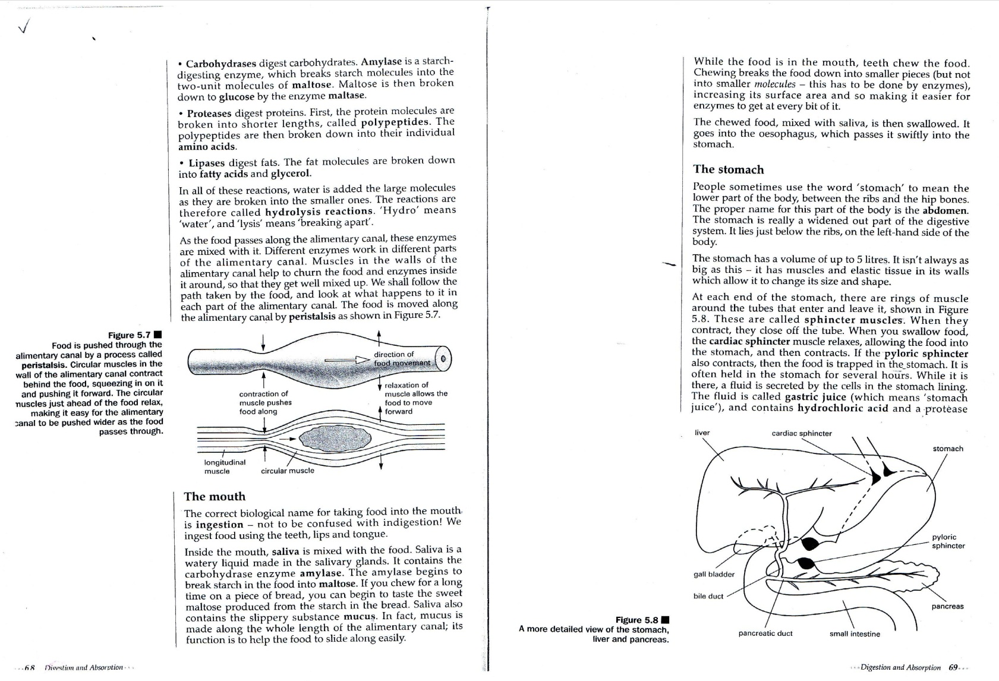 • Carbohydrases digest carbohydrates. Amylase is a starch-
digesting enzyme, which breaks starch molecules into the
two-unit molecules of maltose. Maltose is then broken
down to glucose by the enzyme maltase.
• Proteases digest proteins. First, the protein molecules are
broken into shorter lengths, called polypeptides. The
polypeptides are then broken down into their individual
amino acids.
• Lipases digest fats. The fat molecules are broken down
into fatty acids and glycerol.
In all of these reactions, water is added the large molecules
as they are broken into the smaller ones. The reactions are
therefore called hydrolysis reactions. ‘Hydro’ means
‘water’, and ‘lysis’ means ‘breaking apart’.
As the food passes along the alimentary canal, these enzymes
are mixed with it. Different enzymes work in different parts
of the alimentary canal. Muscles in the walls of the
alimentary canal help to churn the food and enzymes inside
it around, so that they get well mixed up. We shall follow the
path taken by the food, and look at what happens to it in
each part of the alimentary canal. The food is moved along
the alimentary canal by peristalsis as shown in Figure 5.7.
Figure 5.7 ■
Food is pushed through the
alimentary canal by a process called
peristalsis. Circular muscles in the
wall of the alimentary canal contract
behind the food, squeezing in on it
and pushing it forward. The circular
muscles just ahead of the food relax,
making it easy for the alimentary
canal to be pushed wider as the food
passes through.
direction of
food movement
contraction of
muscle pushes
food along
relaxation of
muscle allows the
food to move
forward
longitudinal
muscle
circular muscle
The mouth
The correct biological name for taking food into the mouth
is ingestion – not to be confused with indigestion! We
ingest food using the teeth, lips and tongue.
Inside the mouth, saliva is mixed with the food. Saliva is a
watery liquid made in the salivary glands. It contains the
carbohydrase enzyme amylase. The amylase begins to
break starch in the food into maltose. If you chew for a long
time on a piece of bread, you can begin to taste the sweet
maltose produced from the starch in the bread. Saliva also
contains the slippery substance mucus. In fact, mucus is
made along the whole length of the alimentary canal; its
function is to help the food to slide along easily.
68 Digestion and Absorption
While the food is in the mouth, teeth chew the food.
Chewing breaks the food down into smaller pieces (but not
into smaller molecules – this has to be done by enzymes),
increasing its surface area and so making it easier for
enzymes to get at every bit of it.
The chewed food, mixed with saliva, is then swallowed. It
goes into the oesophagus, which passes it swiftly into the
stomach.
The stomach
People sometimes use the word ‘stomach’ to mean the
lower part of the body, between the ribs and the hip bones.
The proper name for this part of the body is the abdomen.
The stomach is really a widened out part of the digestive
system. It lies just below the ribs, on the left-hand side of the
body.
The stomach has a volume of up to 5 litres. It isn’t always as
big as this – it has muscles and elastic tissue in its walls
which allow it to change its size and shape.
At each end of the stomach, there are rings of muscle
around the tubes that enter and leave it, shown in Figure
5.8. These are called sphincter muscles. When they
contract, they close off the tube. When you swallow food,
the cardiac sphincter muscle relaxes, allowing the food into
the stomach, and then contracts. If the pyloric sphincter
also contracts, then the food is trapped in the stomach. It is
often held in the stomach for several hours. While it is
there, a fluid is secreted by the cells in the stomach lining.
The fluid is called gastric juice (which means ‘stomach
juice’), and contains hydrochloric acid and a protease
liver
cardiac sphincter
stomach
pyloric
sphincter
gall bladder
bile duct
pancreas
pancreatic duct
small intestine
Figure 5.8 ■
A more detailed view of the stomach,
liver and pancreas.
Digestion and Absorption 69